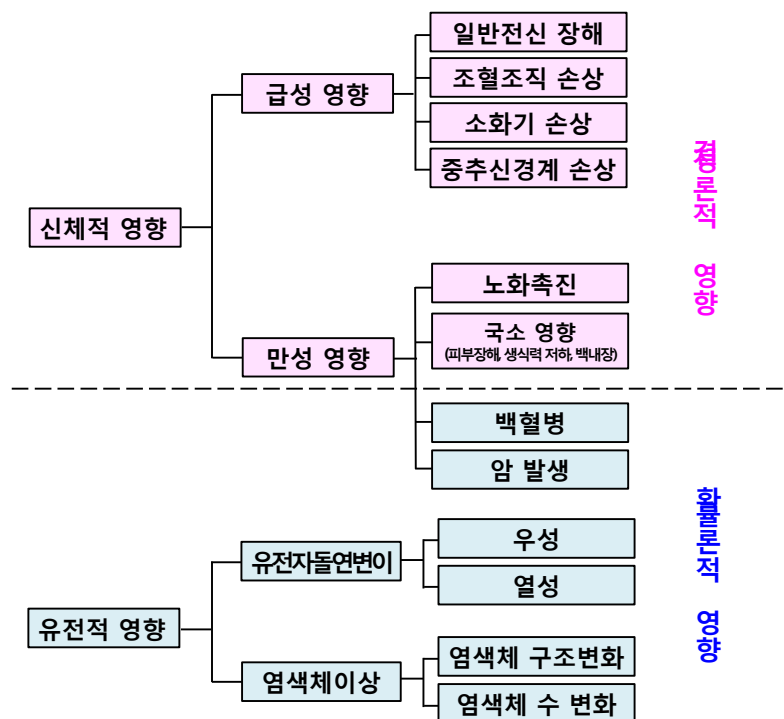 일반전신 장해
급성 영향
조혈조직 손상
소화기 손상
중추신경계 손상
결정론적 영향
신체적 영향
노화촉진
만성 영향
국소 영향
(피부장해, 생식력 저하, 백내장)
백혈병
암 발생
확률론적 영향
우성
유전자돌연변이
열성
유전적 영향
염색체 구조변화
염색체이상
염색체 수 변화